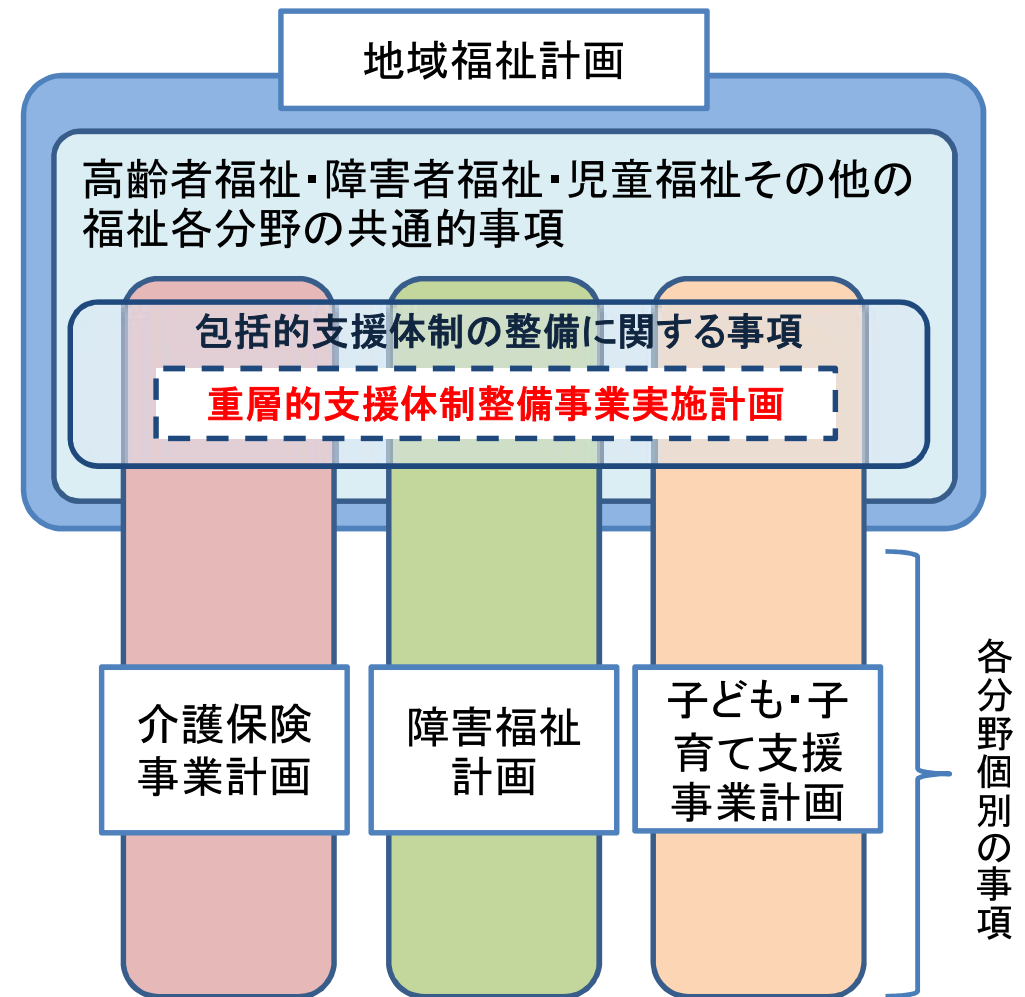 地域福祉計画
高齢者福祉・障害者福祉・児童福祉その他の
福祉各分野の共通的事項
包括的支援体制の整備に関する事項
重層的支援体制整備事業実施計画
介護保険
事業計画
障害福祉
計画
子ども・子
育て支援
事業計画
各分野個別の事項